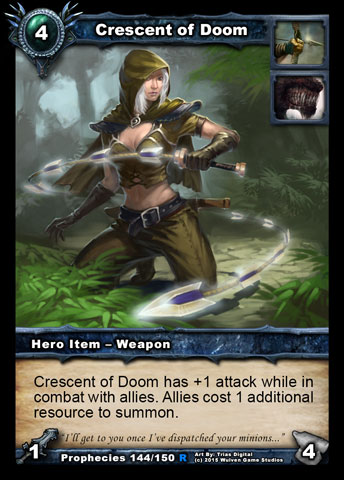 4
Crescent of Doom
Hero Item – Weapon
Crescent of Doom has +1 attack while in
combat with allies. Allies cost 1 additional
resource to summon.
"I'll get to you once I've dispatched your minions..."
1
Prophecies 144/150 R
Art By: Trias Digital
(c) 2015 Wulven Game Studios
4